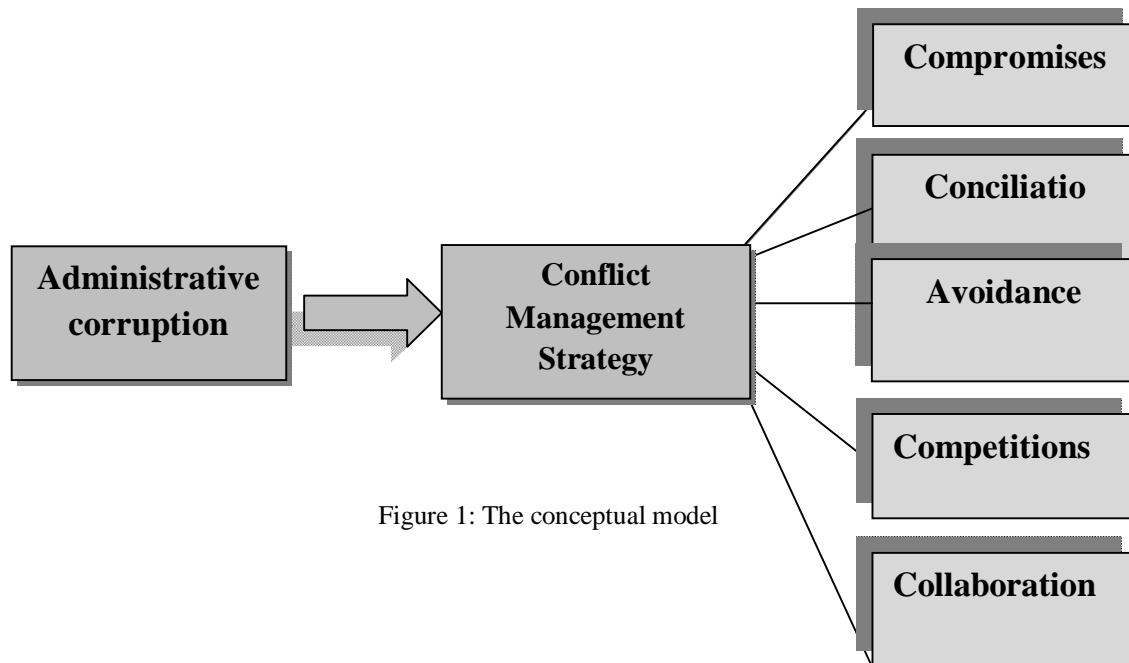 Compromises
Conciliatio
Administrative
corruption
Conflict
Management
Strategy
Avoidance
Competitions
Figure 1: The conceptual model
Collaboration